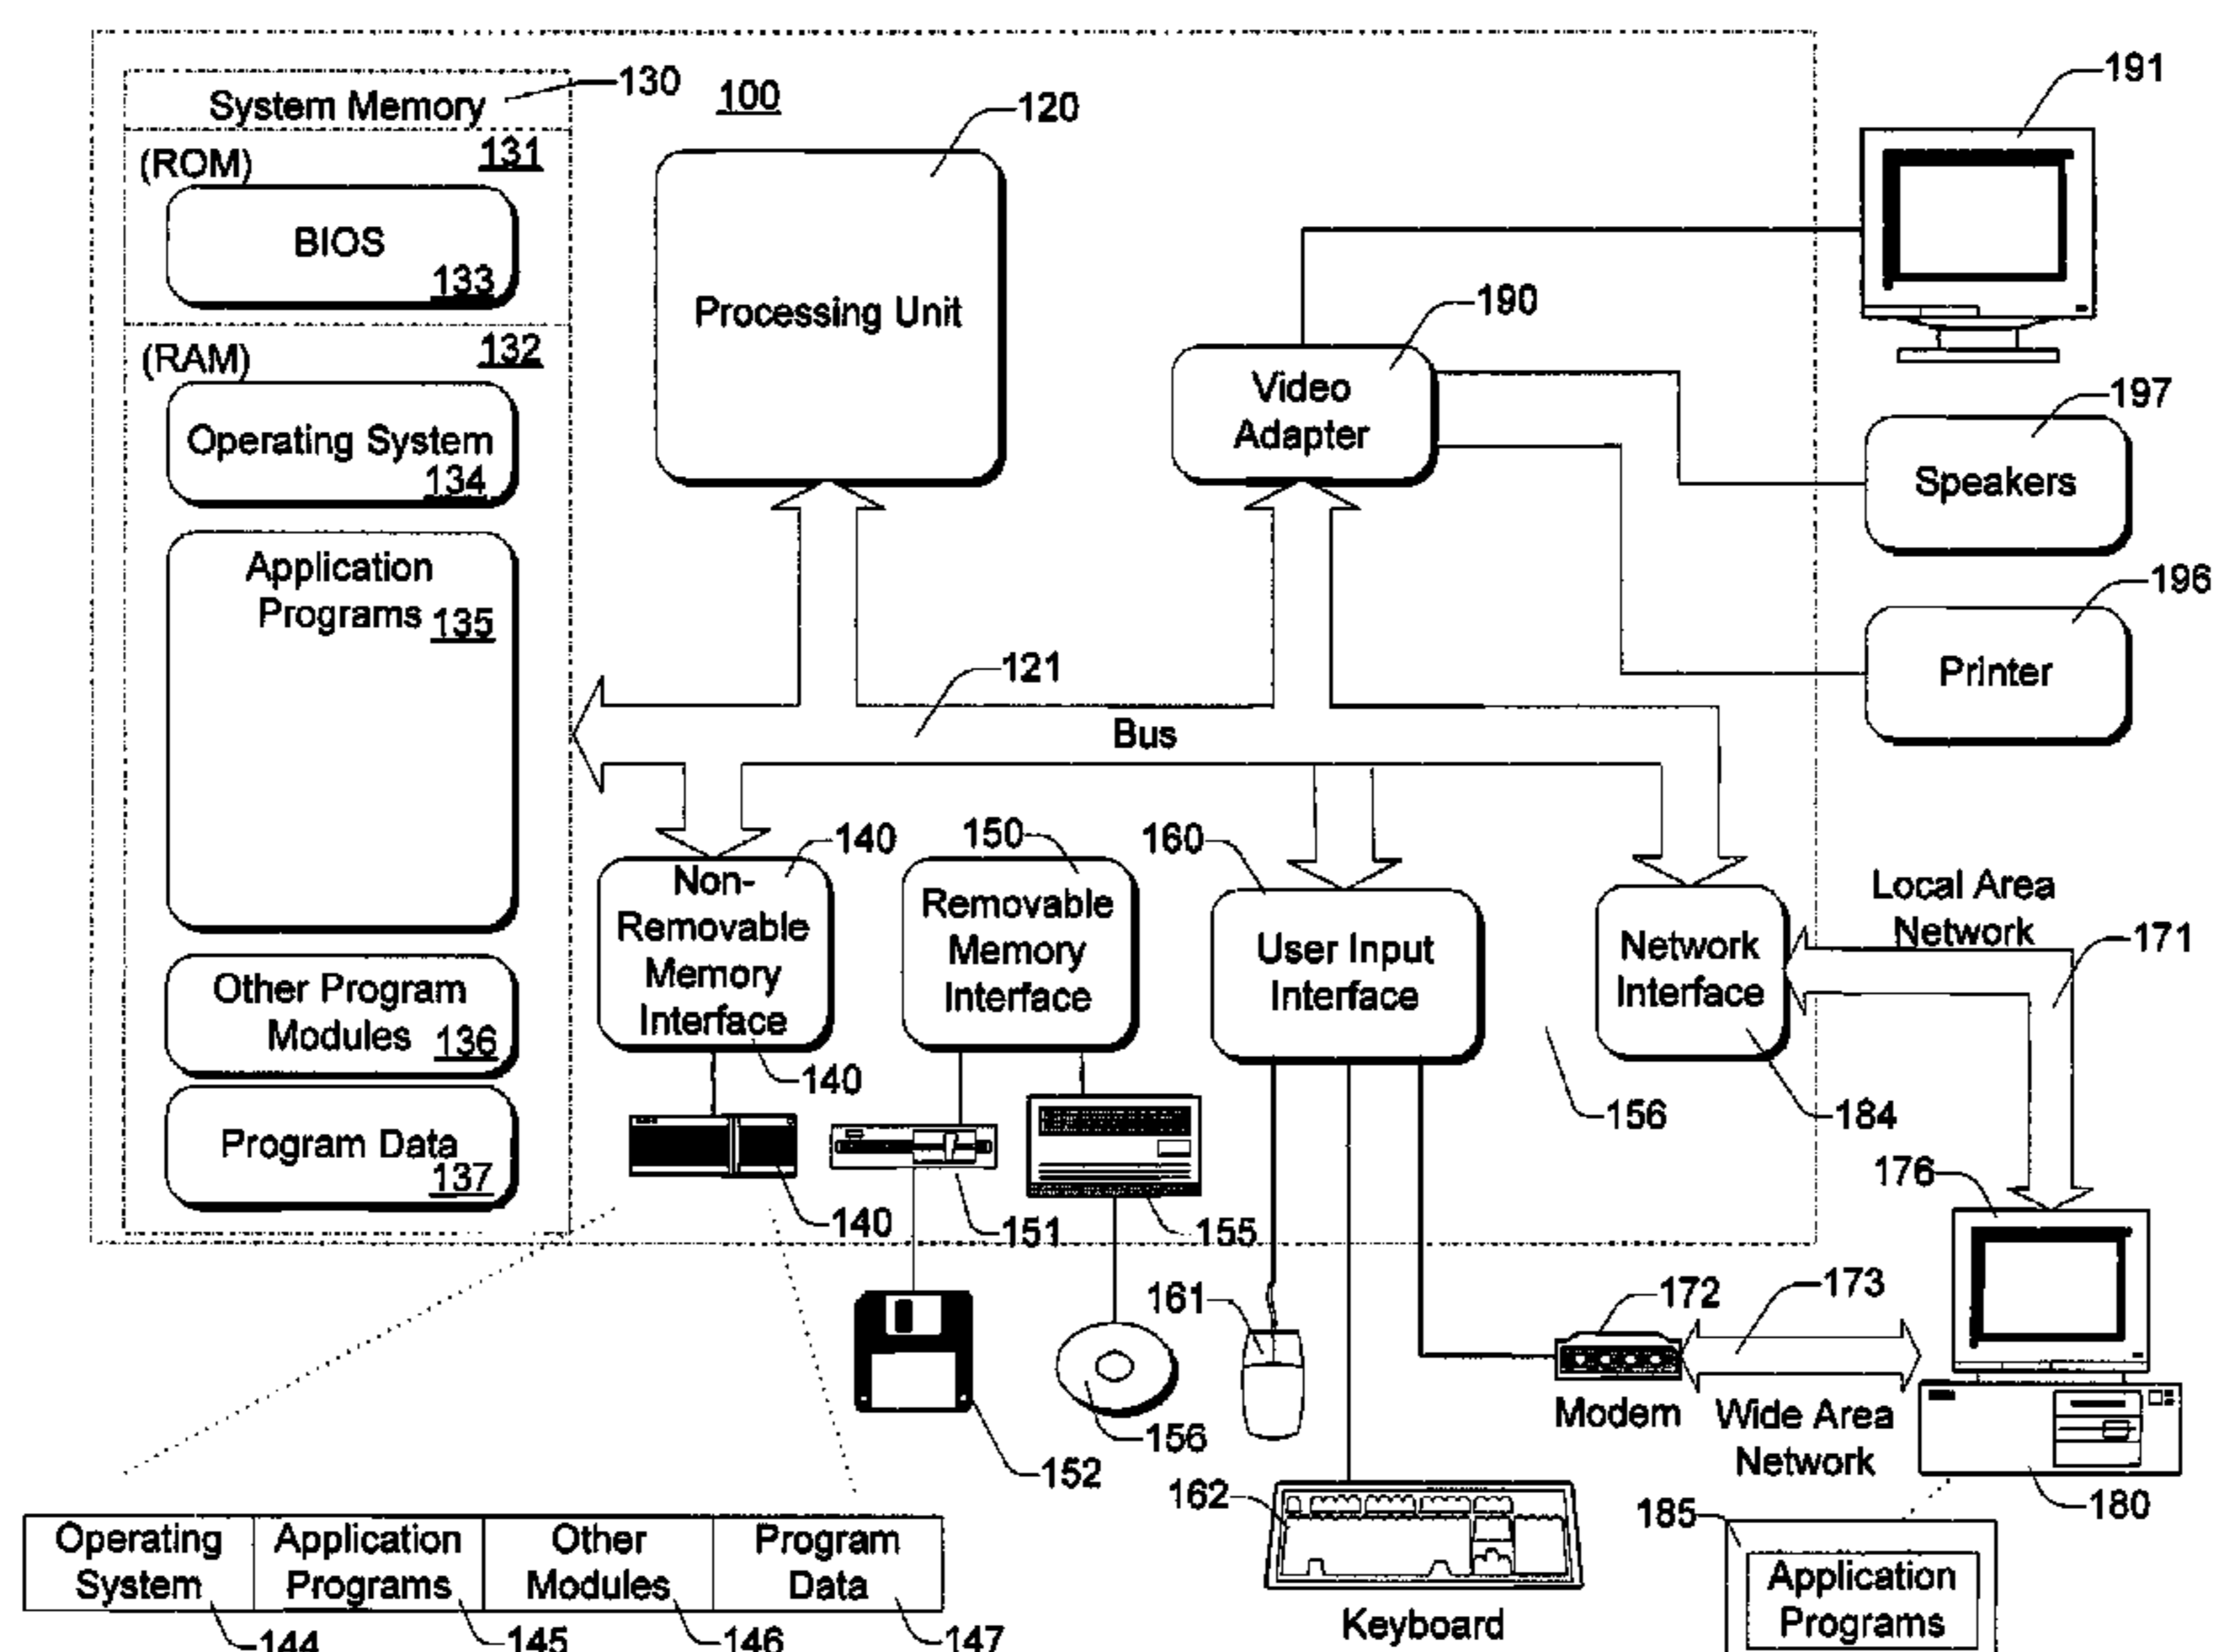 System Memory
130
100
120
191
(ROM)
131
BIOS
133
Processing Unit
190
(RAM)
132
Video
Adapter
197
Operating System
134
Speakers
Application
Programs 135
196
Printer
121
Bus
140
150
160
Non-
Removable
Memory
Interface
Removable
Memory
Interface
User Input
Interface
Network
Interface
Local Area
Network
171
Other Program
Modules 136
140
156
184
Program Data
137
140
151
155
176
161
172
173
Modem
Wide Area
Network
156
152
162
180
185
Operating
System
Application
Programs
Other
Modules
Program
Data
Application
Programs
Keyboard
144
145
146
147